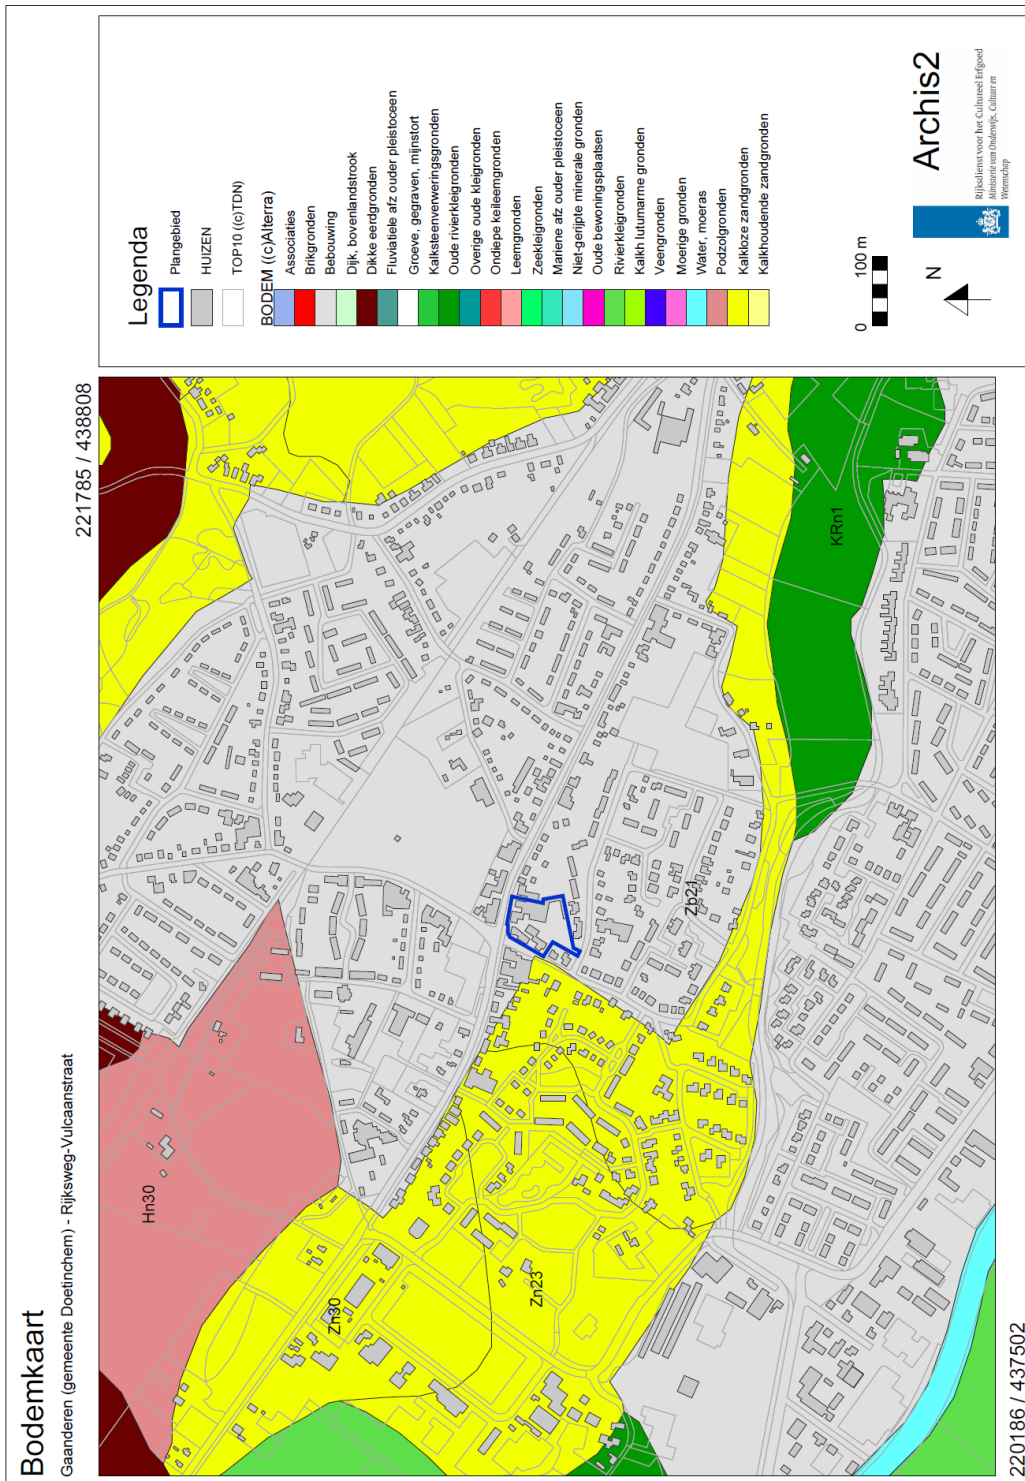 Bodemkaart
Gaanderen (gemeente Doetinchem) - Rijksweg-Vulcaanstraat
221785 / 438808
Hn30
Zn30
Zn23
Zb21
KRn1
220186 / 437502
Legenda
Plangebied
HUIZEN
TOP10 ((c)TDN)
BODEM ((c)Alterra)
Associaties
Brikgronden
Bebouwing
Dijk, bovenlandstrook
Dikke eerdgronden
Fluviatiele afz ouder pleistoceen
Groeve, gegraven, mijnstort
Kalksteenverweringsgronden
Oude rivierkleigronden
Overige oude kleigronden
Ondiepe keileemgronden
Leemgronden
Zeekleigronden
Mariene afz ouder pleistoceen
Niet-gerijpte minerale gronden
Oude bewoningsplaatsen
Rivierkleigronden
Kalkh lutumarme gronden
Veengronden
Moerige gronden
Water, moeras
Podzolgronden
Kalkloze zandgronden
Kalkhoudende zandgronden
0 100 m
N
Archis2
Rijksdienst voor het Cultureel Erfgoed
Ministerie van Onderwijs, Cultuur en
Wetenschap